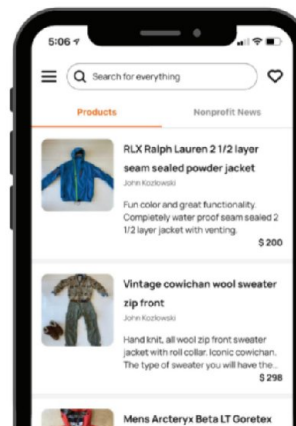 5:06
Search for everything
Products
Nonprofit News
RLX Ralph Lauren 2 1/2 layer
seam sealed powder jacket
John Kozlowski
Fun color and great functionality.
Completely water proof seam sealed 2
1/2 layer jacket with venting.
$ 200
Vintage cowichan wool sweater
zip front
John Kozlowski
Hand knit, all wool zip front sweater
jacket with roll collar. Iconic cowichan.
The type of sweater you will have the..
$ 298
Mens Arcteryx Beta LT Goretex